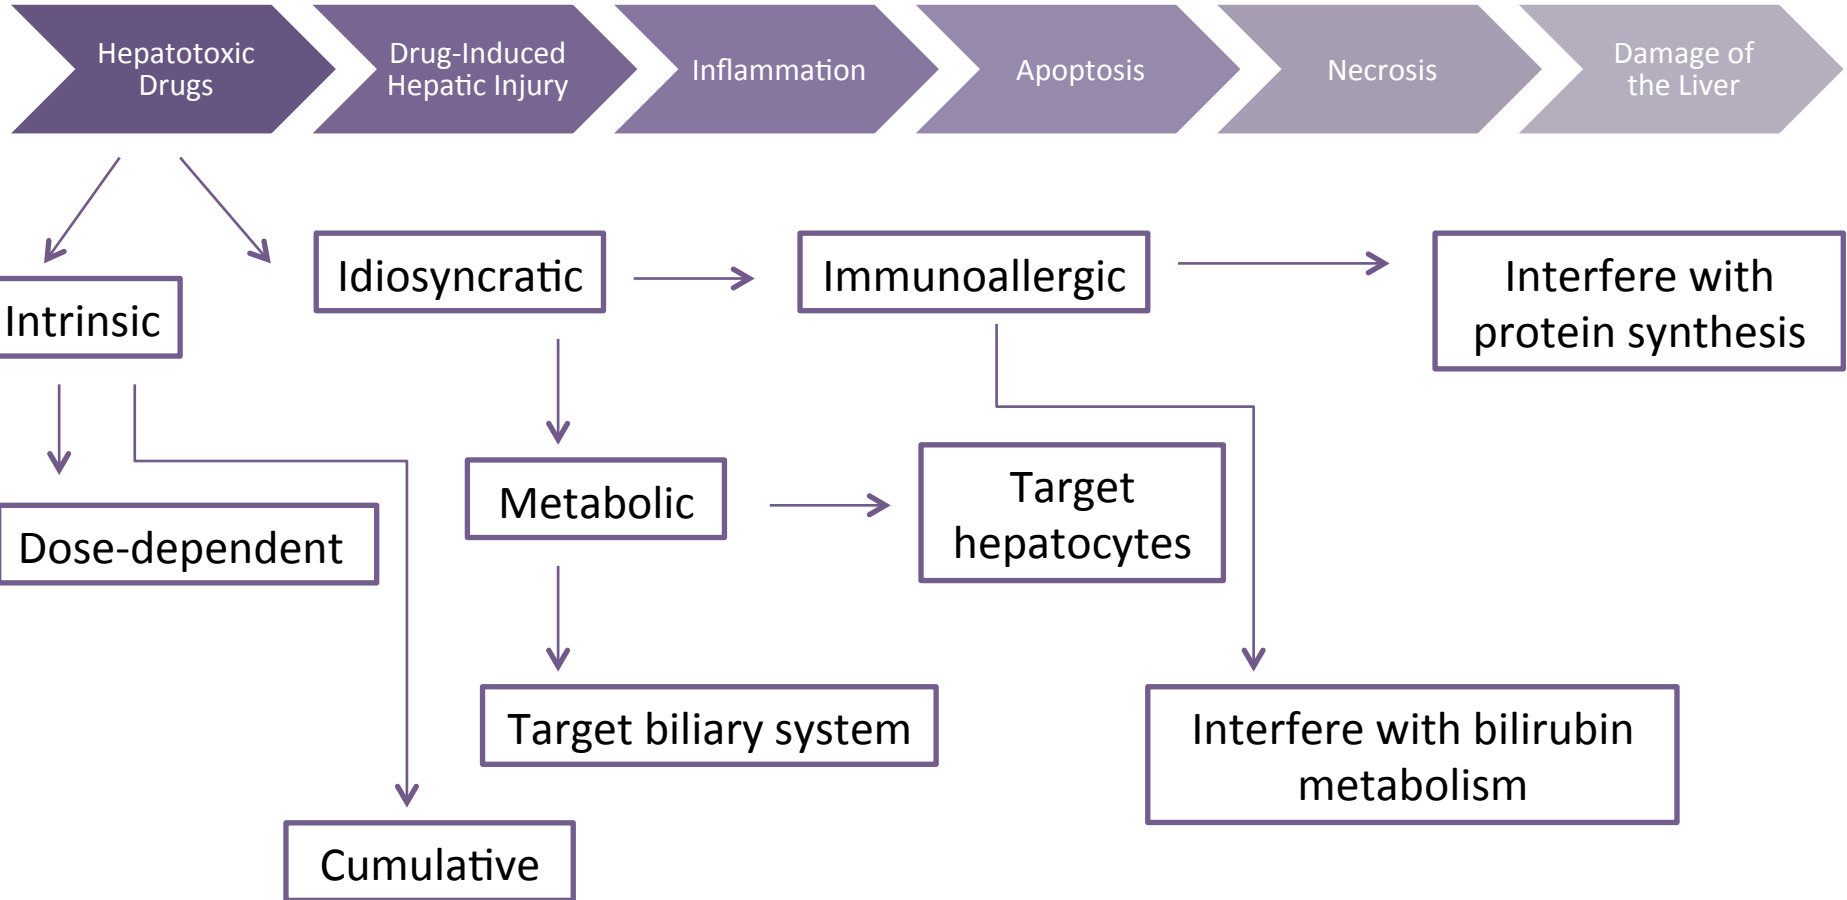 Hepatotoxic
Drugs
Drug-Induced
Hepatic Injury
Inflammation
Apoptosis
Necrosis
Damage of
the Liver
Idiosyncratic
Immunoallergic
Interfere with
protein synthesis
Intrinsic
Metabolic
Target
hepatocytes
Dose-dependent
Target biliary system
Interfere with bilirubin
metabolism
Cumulative